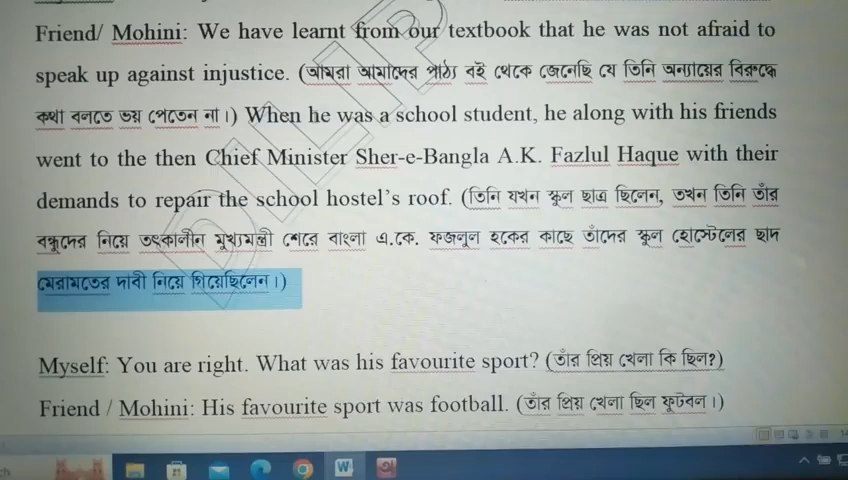 Friend/ Mohini: We have learnt from our textbook that he was not afraid to
speak up against injustice. (আমরা আমাদের পাঠ্য বই থেকে জেনেছি যে তিনি অন্যায়ের বিরুদ্ধে
কথা বলতে ভয় পেতেন না।) When he was a school student, he along with his friends
went to the then Chief Minister Sher-e-Bangla A.K. Fazlul Haque with their
demands to repair the school hostel's roof. (তিনি যখন স্কুল ছাত্র ছিলেন, তখন তিনি তাঁর
বন্ধুদের নিয়ে তৎকালীন মুখ্যমন্ত্রী শেরে বাংলা এ.কে. ফজলুল হকের কাছে তাঁদের স্কুল হোস্টেলের ছাদ
মেরামতের দাবী নিয়ে গিয়েছিলেন।)
Myself: You are right. What was his favourite sport? (তাঁর প্রিয় খেলা কি ছিল?)
Friend / Mohini: His favourite sport was football. (তাঁর প্রিয় খেলা ছিল ফুটবল।)
DILIP